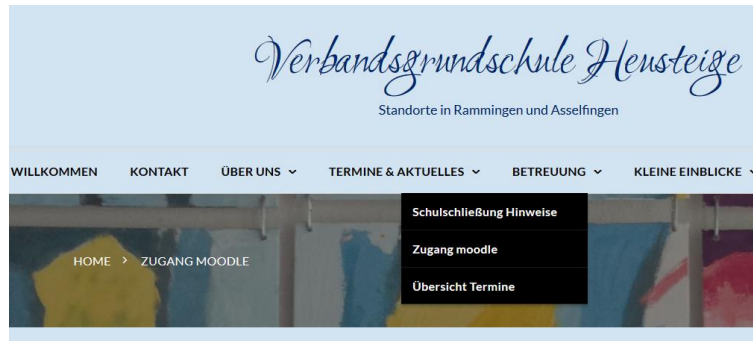 Verbandsgrundschule Heusteige
Standorte in Rammingen und Asselfingen
WILLKOMMEN KONTAKT ÜBER UNS TERMINE & AKTUELLES BETREUUNG KLEINE EINBLICKE
Schulschließung Hinweise
Zugang moodle
HOME > ZUGANG MOODLE
Übersicht Termine